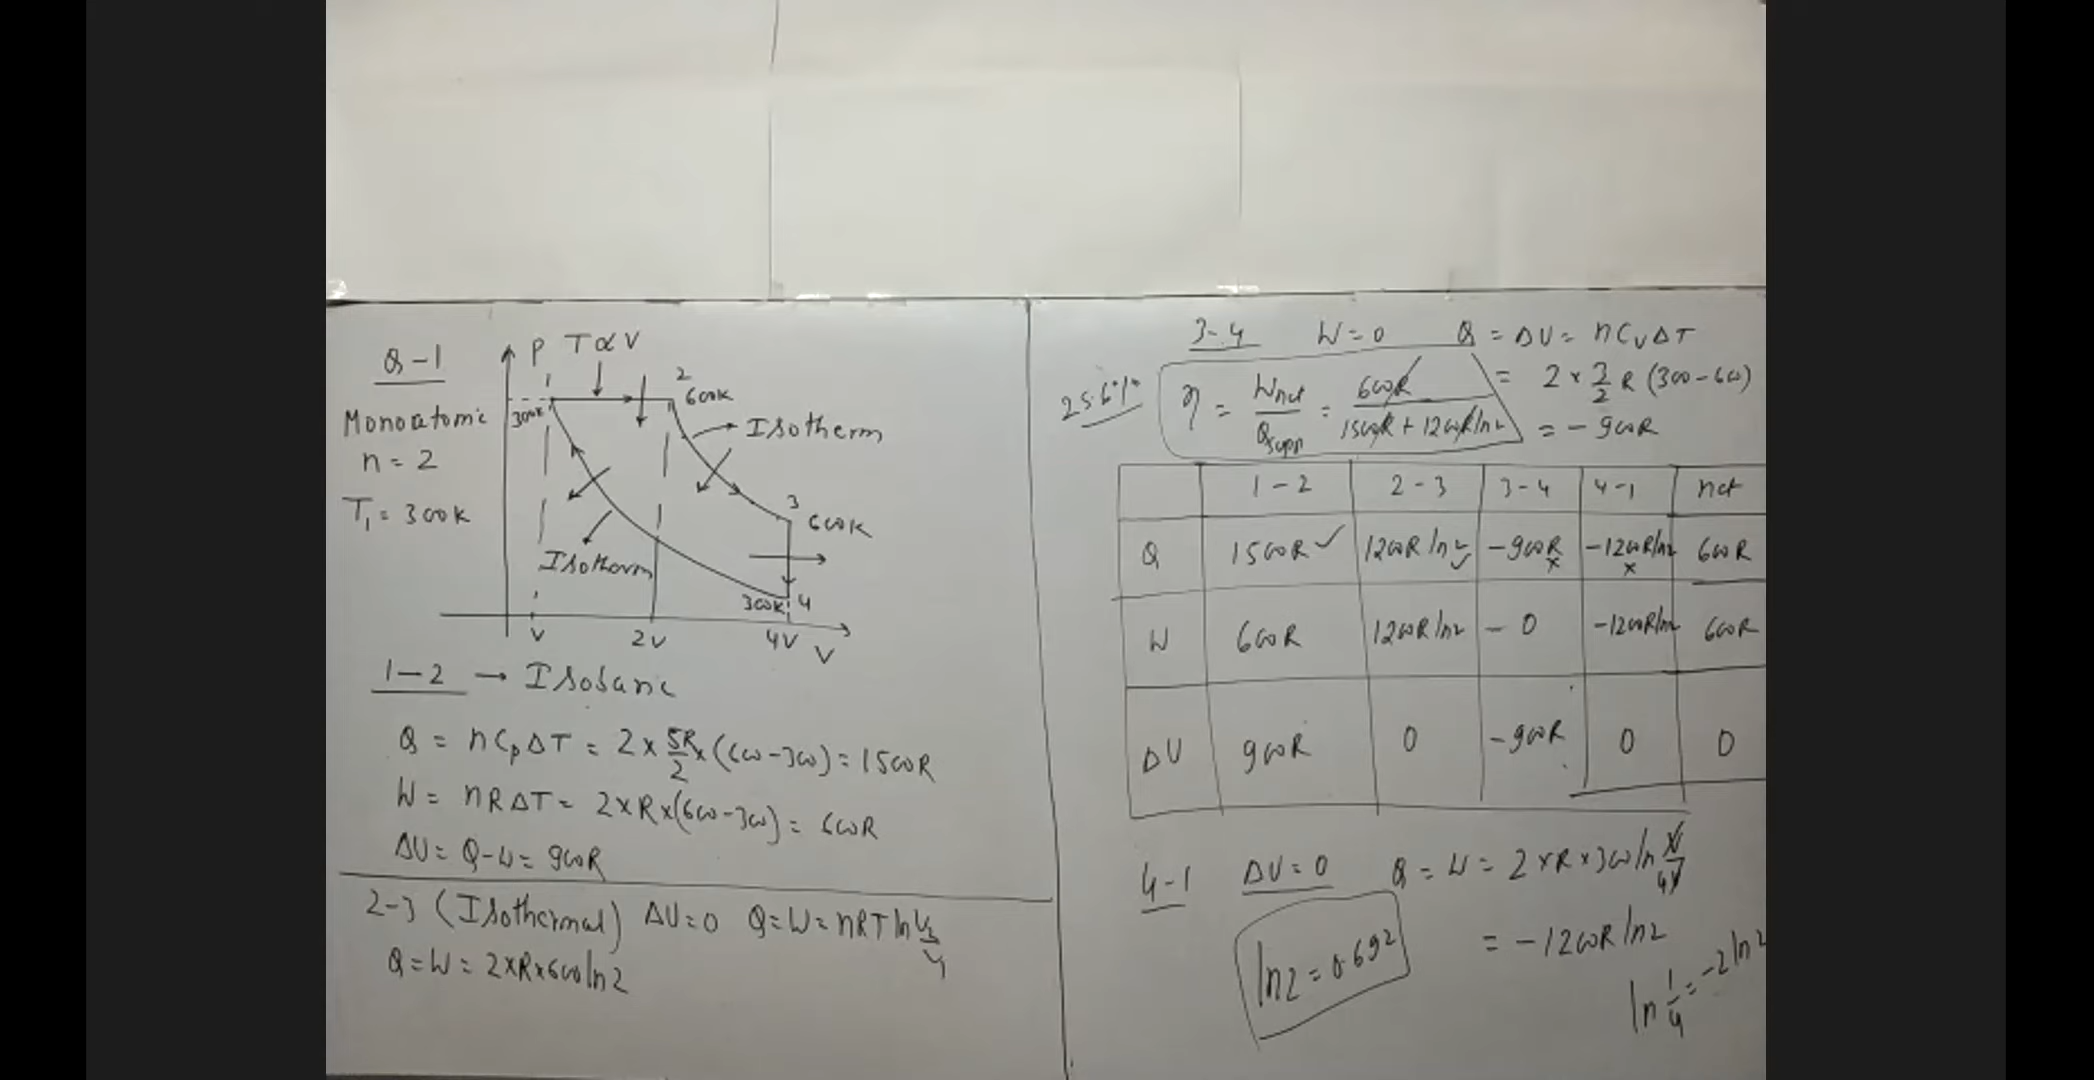 Q-1
Monoatomic
n = 2
T₁ = 300K
P T∝V
1
300K
2
600K
Isotherm
3
600K
Isotherm
300K 4
V 2V 4V V
1-2 → Isobaric
Q = nCpΔT = 2 × 5R/2 × (600-300) = 1500R
W = nRΔT = 2×R×(600-300) = 600R
ΔU = Q-W = 900R
2-3 (Isothermal) ΔU=0 Q=W=nRT ln
Q=W = 2×R×600 ln2
3-4 W=0 Q = ΔU = nCvΔT
= 2 × 3/2 R (300-600)
= -900R
25.6%
η = Wnet/Qsupp = 600R/1500R + 1200R ln2
1-2 2-3 3-4 4-1 net
Q 1500R ✓ 1200R ln2 ✓ -900R × -1200R ln2 × 600R
W 600R 1200R ln2 - 0 -1200R ln2 600R
ΔU 900R 0 -900R 0 0
4-1 ΔU=0 Q = W = 2×R×300 ln V/4V
= -1200R ln2
ln2 = 0.692
ln 1/4 = -2 ln2